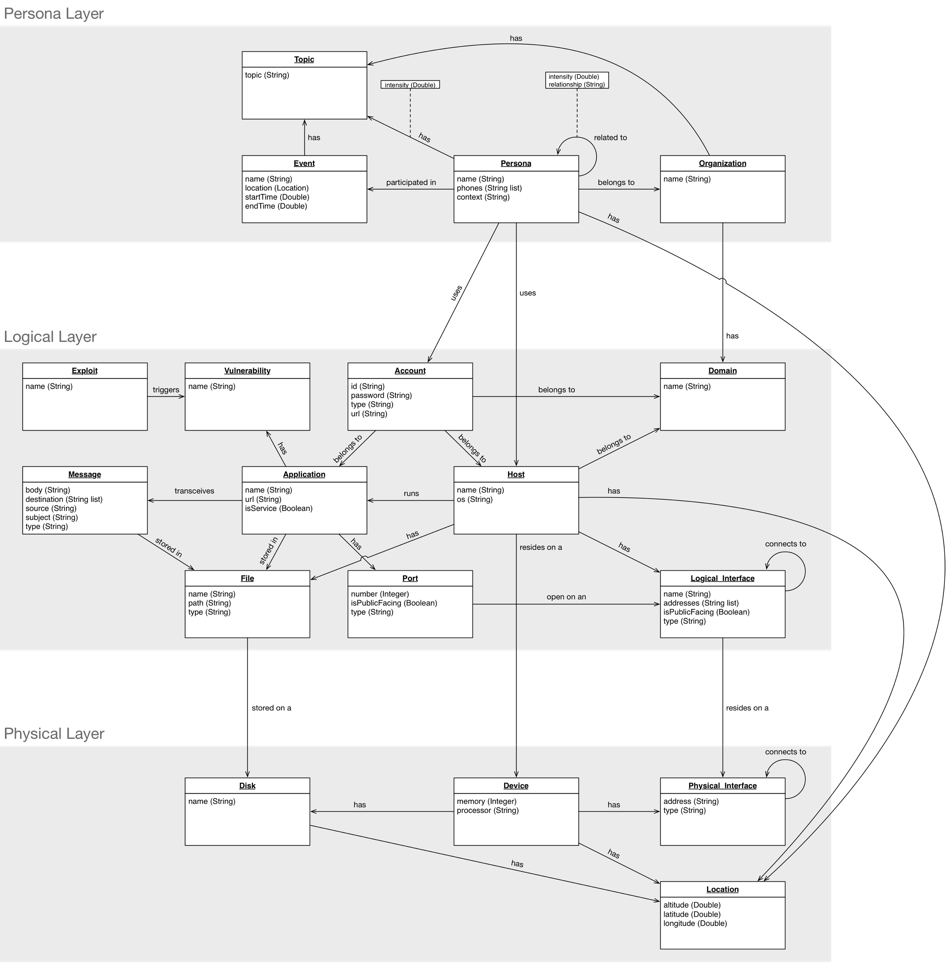 Persona Layer
has
Topic
topic (String)
intensity (Double)
intensity (Double)
relationship (String)
has
has
related to
Event
name (String)
location (Location)
startTime (Double)
endTime (Double)
participated in
Persona
name (String)
phones (String list)
context (String)
belongs to
Organization
name (String)
has
uses
uses
has
Logical Layer
Exploit
name (String)
triggers
Vulnerability
name (String)
Account
id (String)
password (String)
type (String)
url (String)
belongs to
Domain
name (String)
has
belongs to
belongs to
belongs to
Message
body (String)
destination (String list)
source (String)
subject (String)
type (String)
transceives
Application
name (String)
url (String)
isService (Boolean)
runs
Host
name (String)
os (String)
has
stored in
stored in
has
has
resides on a
has
connects to
File
name (String)
path (String)
type (String)
Port
number (Integer)
isPublicFacing (Boolean)
type (String)
open on an
Logical_Interface
name (String)
addresses (String list)
isPublicFacing (Boolean)
type (String)
stored on a
resides on a
Physical Layer
connects to
Disk
name (String)
has
Device
memory (Integer)
processor (String)
has
Physical_Interface
address (String)
type (String)
has
has
Location
altitude (Double)
latitude (Double)
longitude (Double)